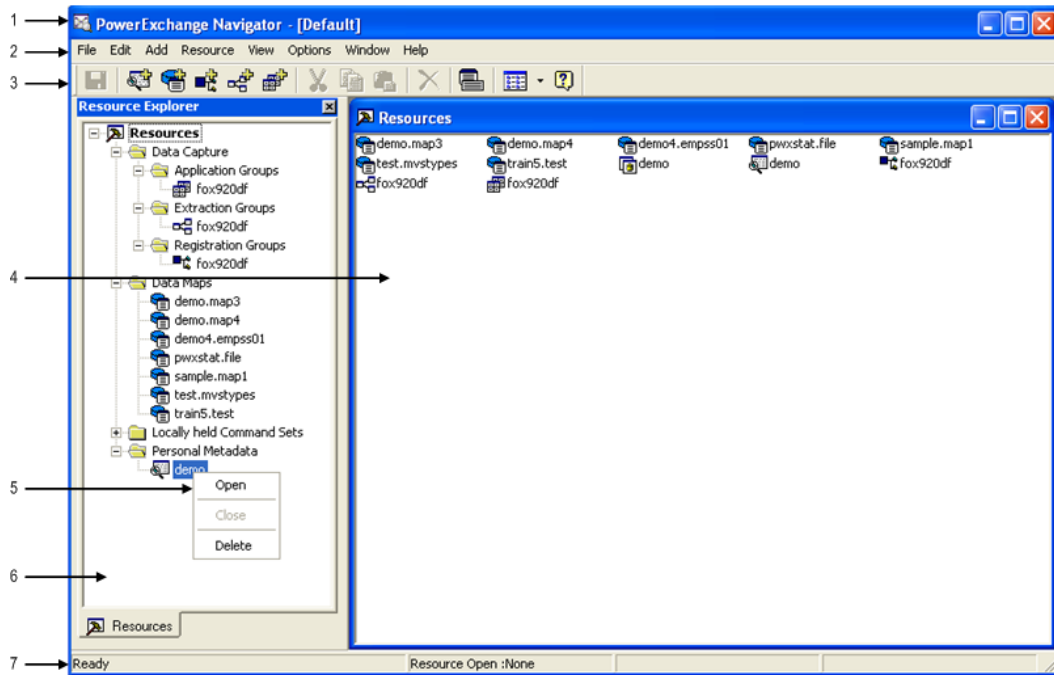 1
PowerExchange Navigator - [Default]
2
File Edit Add Resource View Options Window Help
3
Resource Explorer
Resources
Data Capture
Application Groups
fox920df
Extraction Groups
fox920df
Registration Groups
fox920df
Data Maps
demo.map3
demo.map4
demo4.empss01
pwxstat.file
sample.map1
test.mvstypes
train5.test
Locally held Command Sets
Personal Metadata
demo
5
Open
Close
Delete
6
Resources
4
Resources
demo.map3 demo.map4 demo4.empss01 pwxstat.file sample.map1
test.mvstypes train5.test demo demo fox920df
fox920df fox920df
7
Ready Resource Open :None